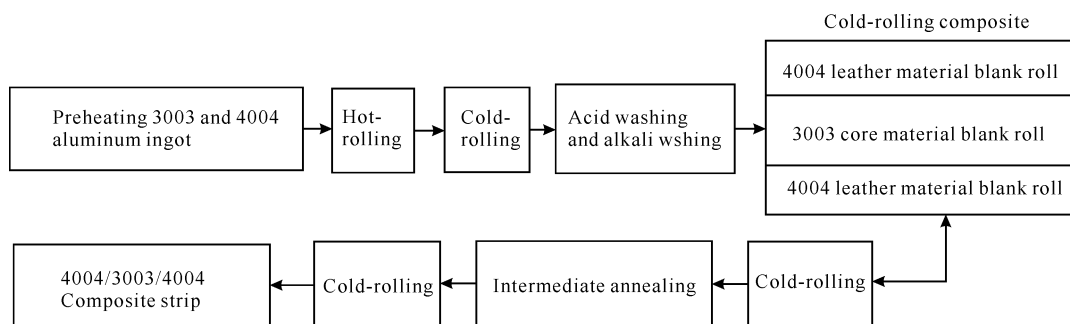 Cold-rolling composite
4004 leather material blank roll
Preheating 3003 and 4004
aluminum ingot
Hot-
rolling
Cold-
rolling
Acid washing
and alkali wshing
3003 core material blank roll
4004 leather material blank roll
4004/3003/4004
Composite strip
Cold-rolling
Intermediate annealing
Cold-rolling